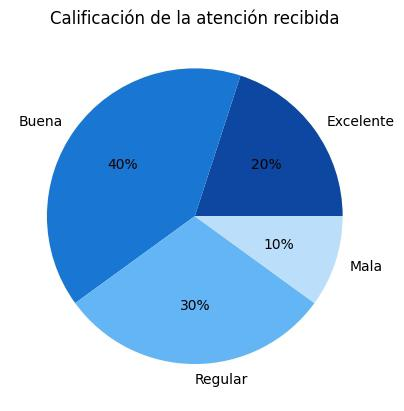 Calificación de la atención recibida
Buena
Excelente
40%
20%
10%
Mala
30%
Regular